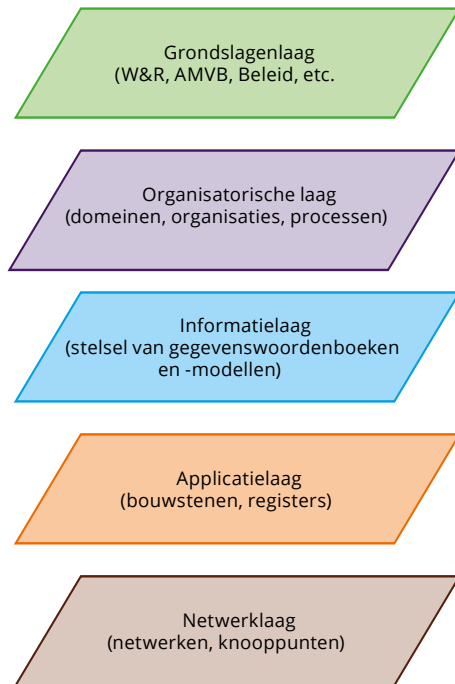 Grondslagenlaag
(W&R, AMVB, Beleid, etc.
Organisatorische laag
(domeinen, organisaties, processen)
Informatielaag
(stelsel van gegevenswoordenboeken
en -modellen)
Applicatielaag
(bouwstenen, registers)
Netwerklaag
(netwerken, knooppunten)